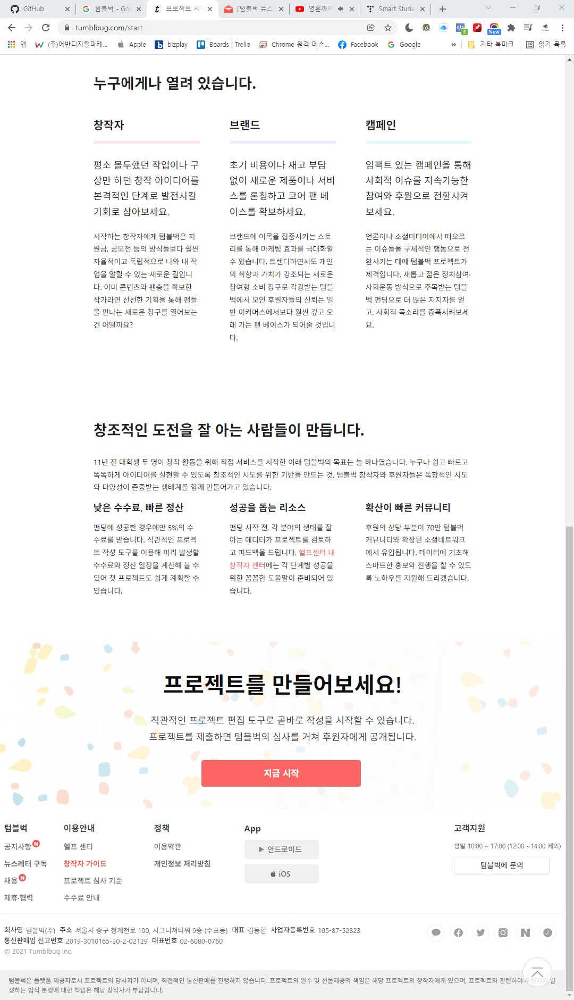 GitHub
텀블벅 - Goo
프로젝트 시작
[텀블벅 뉴스
영혼까지
Smart Stude
tumblbug.com/start
3
New
앱
(주)어반디지털마케...
Apple
bizplay
Boards | Trello
Chrome 원격 데스...
Facebook
Google
»
기타 북마크
읽기 목록
누구에게나 열려 있습니다.
창작자
평소 몰두했던 작업이나 구
상만 하던 창작 아이디어를
본격적인 단계로 발전시킬
기회로 삼아보세요.
시작하는 창작자에게 텀블벅은 지
원금, 공모전 등의 방식들보다 훨씬
자율적이고 독립적으로 나와 내 작
업을 알릴 수 있는 새로운 길입니
다. 이미 콘텐츠와 팬층을 확보한
작가라면 신선한 기획을 통해 팬들
을 만나는 새로운 창구를 열어보는
건 어떨까요?
브랜드
초기 비용이나 재고 부담
없이 새로운 제품이나 서비
스를 론칭하고 코어 팬 베
이스를 확보하세요.
브랜드에 이목을 집중시키는 스토
리를 통해 마케팅 효과를 극대화할
수 있습니다. 트렌디하면서도 개인
의 취향과 가치가 강조되는 새로운
참여형 소비 창구로 각광받는 텀블
벅에서 모인 후원자들의 신뢰는 일
반 이커머스에서보다 훨씬 깊고 오
래 가는 팬 베이스가 되어줄 것입니
다.
캠페인
임팩트 있는 캠페인을 통해
사회적 이슈를 지속가능한
참여와 후원으로 전환시켜
보세요.
언론이나 소셜미디어에서 떠오르
는 이슈들을 구체적인 행동으로 전
환시키는 데에 텀블벅 프로젝트가
제격입니다. 새롭고 젊은 정치참여·
사회운동 방식으로 주목받는 텀블
벅 펀딩으로 더 많은 지지자를 얻
고, 사회적 목소리를 증폭시켜보세
요.
창조적인 도전을 잘 아는 사람들이 만듭니다.
11년 전 대학생 두 명이 창작 활동을 위해 직접 서비스를 시작한 이래 텀블벅의 목표는 늘 하나였습니다. 누구나 쉽고 빠르고
똑똑하게 아이디어를 실현할 수 있도록 창조적인 시도를 위한 기반을 만드는 것. 텀블벅 창작자와 후원자들은 독창적인 시도
와 다양성이 존중받는 생태계를 함께 만들어가고 있습니다.
낮은 수수료, 빠른 정산
펀딩에 성공한 경우에만 5%의 수
수료를 받습니다. 직관적인 프로젝
트 작성 도구를 이용해 미리 발생할
수수료와 정산 일정을 계산해 볼 수
있어 첫 프로젝트도 쉽게 계획할 수
있습니다.
성공을 돕는 리소스
펀딩 시작 전, 각 분야의 생태를 잘
아는 에디터가 프로젝트를 검토하
고 피드백을 드립니다. 헬프센터 내
창작자 센터에는 각 단계별 성공을
위한 꼼꼼한 도움말이 준비되어 있
습니다.
확산이 빠른 커뮤니티
후원의 상당 부분이 70만 텀블벅
커뮤니티와 확장된 소셜네트워크
에서 유입됩니다. 데이터에 기초해
스마트한 홍보와 진행을 할 수 있도
록 노하우를 지원해 드리겠습니다.
프로젝트를 만들어보세요!
직관적인 프로젝트 편집 도구로 곧바로 작성을 시작할 수 있습니다.
프로젝트를 제출하면 텀블벅의 심사를 거쳐 후원자에게 공개됩니다.
지금 시작
텀블벅
공지사항 N
뉴스레터 구독
채용 N
제휴·협력
이용안내
헬프 센터
창작자 가이드
프로젝트 심사 기준
수수료 안내
정책
이용약관
개인정보 처리방침
App
안드로이드
iOS
고객지원
평일 10:00 ~ 17:00 (12:00 ~14:00 제외)
텀블벅에 문의
회사명 텀블벅(주) 주소 서울시 중구 청계천로 100, 시그니쳐타워 9층 (수표동) 대표 김동환 사업자등록번호 105-87-52823
통신판매업 신고번호 2019-3010165-30-2-02129 대표번호 02-6080-0760
© 2021 Tumblbug Inc.
텀블벅은 플랫폼 제공자로서 프로젝트의 당사자가 아니며, 직접적인 통신판매를 진행하지 않습니다. 프로젝트의 완수 및 선물제공의 책임은 해당 프로젝트의 창작자에게 있으며, 프로젝트와 관련하여 후원자와 발
생하는 법적 분쟁에 대한 책임은 해당 창작자가 부담합니다.